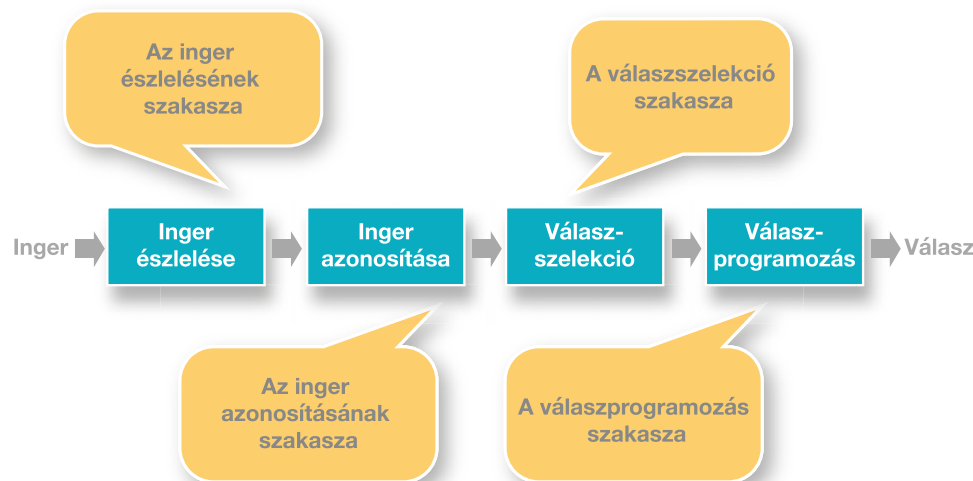 Az inger
észlelésének
szakasza
A válaszszelekció
szakasza
Inger
Inger
észlelése
Inger
azonosítása
Válasz-
szelekció
Válasz-
programozás
Válasz
Az inger
azonosításának
szakasza
A válaszprogramozás
szakasza